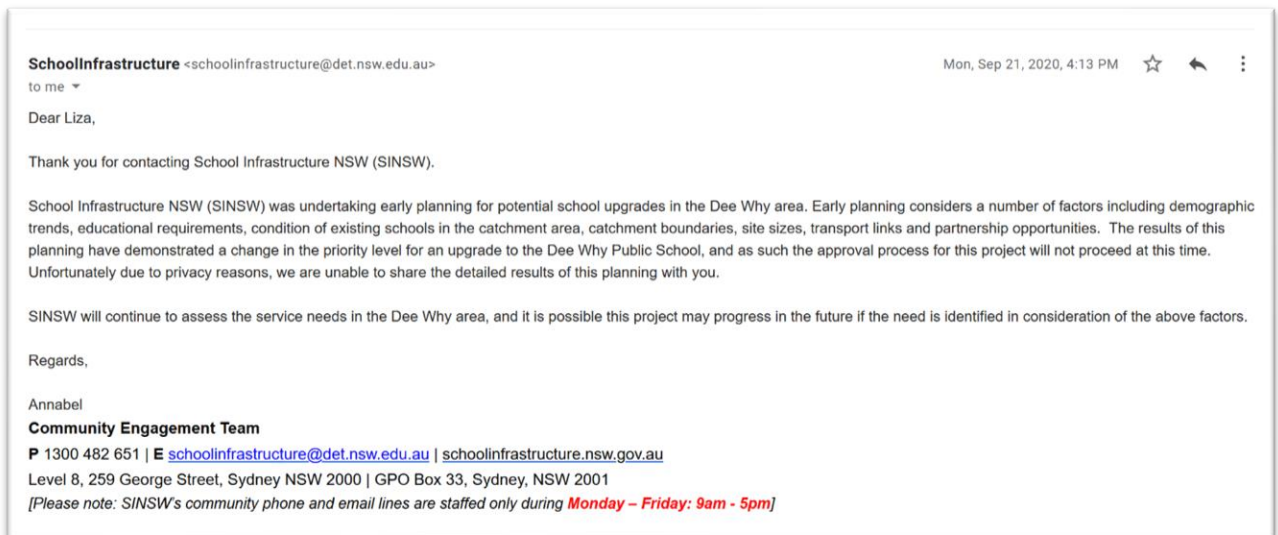 SchoolInfrastructure <schoolinfrastructure@det.nsw.edu.au>
Mon, Sep 21, 2020, 4:13 PM
to me
Dear Liza,
Thank you for contacting School Infrastructure NSW (SINSW).
School Infrastructure NSW (SINSW) was undertaking early planning for potential school upgrades in the Dee Why area. Early planning considers a number of factors including demographic
trends, educational requirements, condition of existing schools in the catchment area, catchment boundaries, site sizes, transport links and partnership opportunities.  The results of this
planning have demonstrated a change in the priority level for an upgrade to the Dee Why Public School, and as such the approval process for this project will not proceed at this time.
Unfortunately due to privacy reasons, we are unable to share the detailed results of this planning with you.
SINSW will continue to assess the service needs in the Dee Why area, and it is possible this project may progress in the future if the need is identified in consideration of the above factors.
Regards,
Annabel
Community Engagement Team
P 1300 482 651 | E schoolinfrastructure@det.nsw.edu.au | schoolinfrastructure.nsw.gov.au
Level 8, 259 George Street, Sydney NSW 2000 | GPO Box 33, Sydney, NSW 2001
[Please note: SINSW's community phone and email lines are staffed only during Monday – Friday: 9am - 5pm]